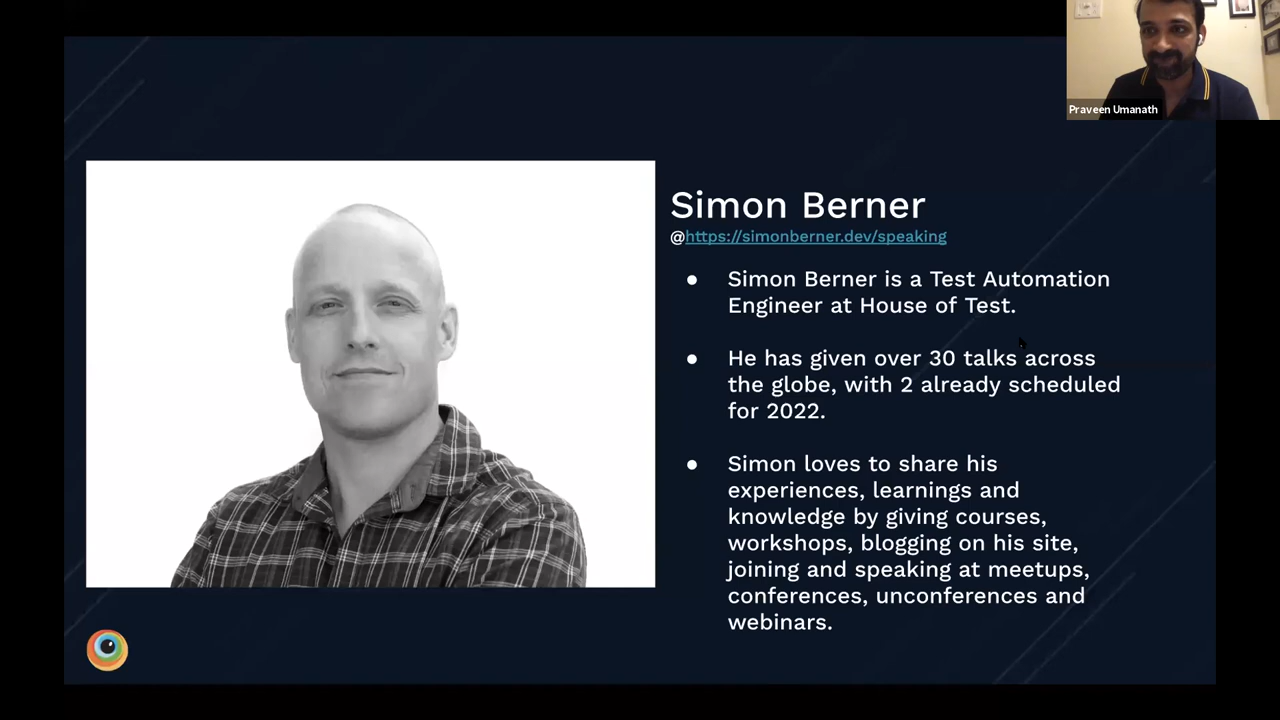 Praveen Umanath
Simon Berner
@https://simonberner.dev/speaking
● Simon Berner is a Test Automation
Engineer at House of Test.
● He has given over 30 talks across
the globe, with 2 already scheduled
for 2022.
● Simon loves to share his
experiences, learnings and
knowledge by giving courses,
workshops, blogging on his site,
joining and speaking at meetups,
conferences, unconferences and
webinars.